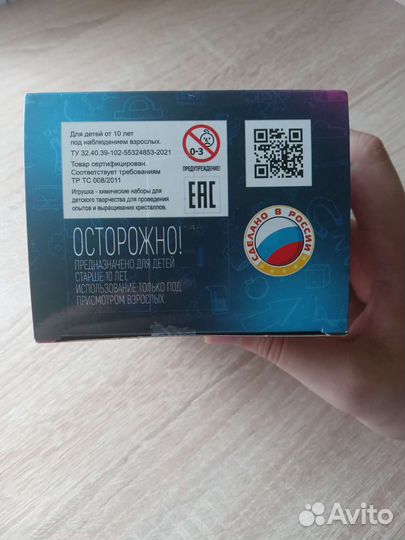 Для детей от 10 лет
под наблюдением взрослых.
ТУ 32.40.39-102-55324853-2021
Товар сертифицирован.
Соответствует требованиям
ТР ТС 008/2011
Игрушка - химические наборы для
детского творчества для проведения
опытов и выращивания кристаллов.
0-3
ПРЕДУПРЕЖДЕНИЕ!
EAC
СДЕЛАНО В РОССИИ
ОСТОРОЖНО!
ПРЕДНАЗНАЧЕНО ДЛЯ ДЕТЕЙ
СТАРШЕ 10 ЛЕТ.
ИСПОЛЬЗОВАНИЕ ТОЛЬКО ПОД
ПРИСМОТРОМ ВЗРОСЛЫХ.
Avito